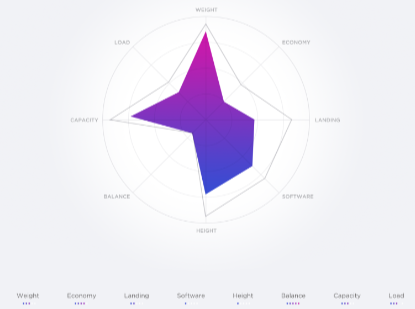 WEIGHT
LOAD
ECONOMY
CAPACITY
LANDING
BALANCE
SOFTWARE
HEIGHT
Weight Economy Landing Software Height Balance Capacity Load